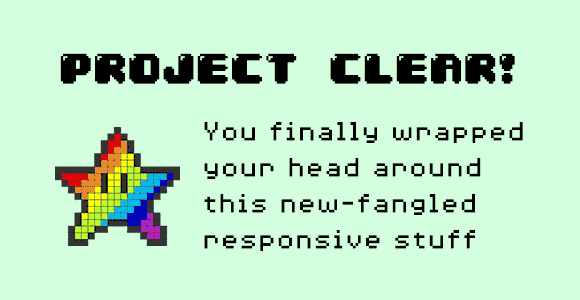 PROJECT CLEAR!
You finally wrapped
your head around
this new-fangled
responsive stuff